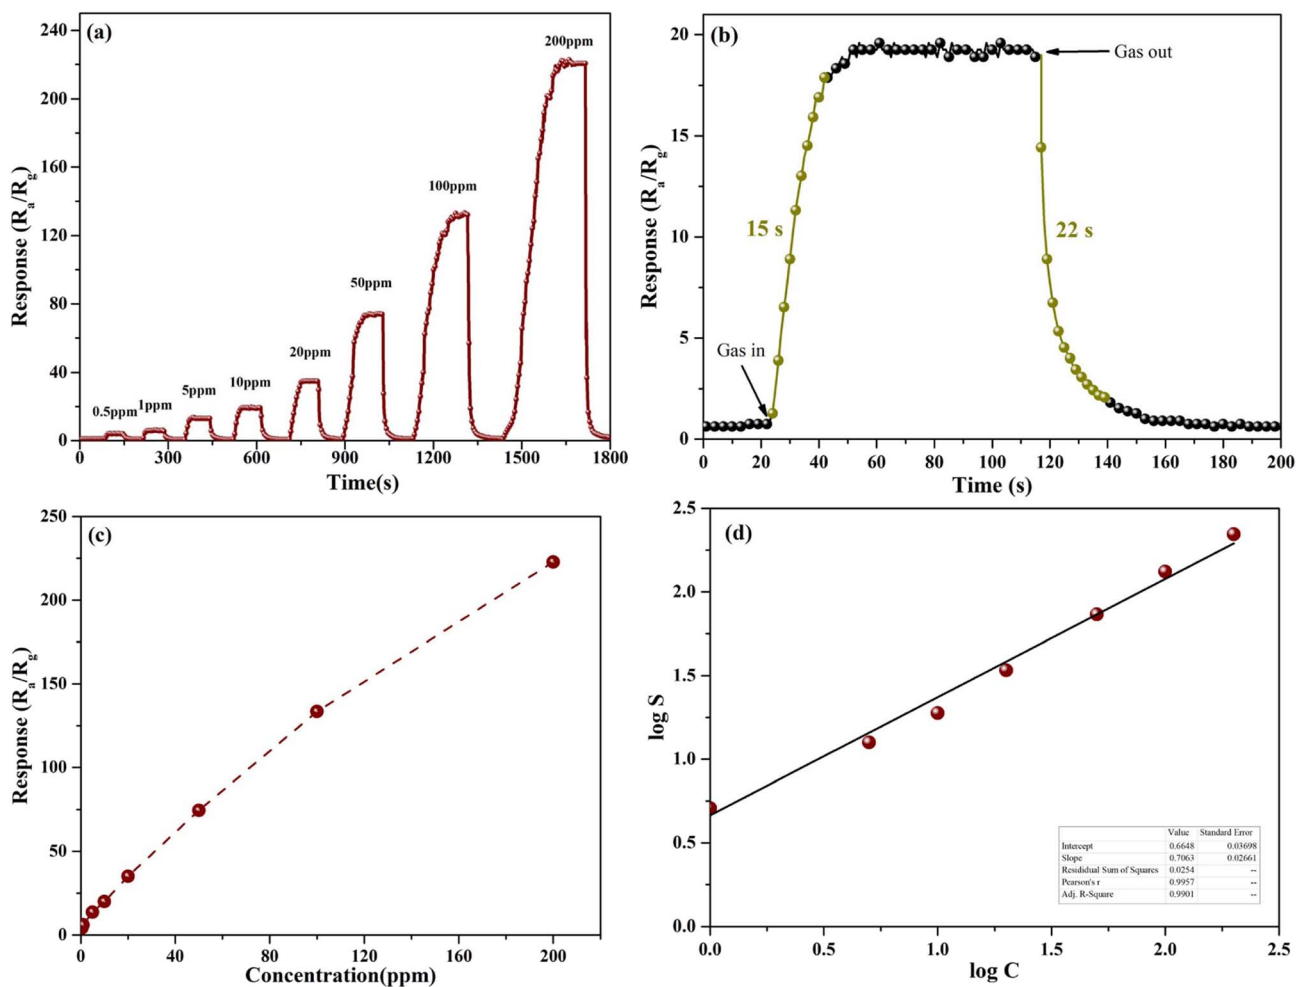 (a)
240
200
160
120
80
40
0
Response (Ra/Rg)
0.5ppm
1ppm
5ppm
10ppm
20ppm
50ppm
100ppm
200ppm
0 300 600 900 1200 1500 1800
Time(s)
(b)
20
15
10
5
0
Response (Ra/Rg)
Gas out
15 s
22 s
Gas in
0 20 40 60 80 100 120 140 160 180 200
Time (s)
(c)
250
200
150
100
50
0
Response (Ra/Rg)
0 40 80 120 160 200
Concentration(ppm)
(d)
2.5
2.0
1.5
1.0
0.5
0.0
log S
Value Standard Error
Intercept 0.6648 0.03698
Slope 0.7063 0.02661
Resididual Sum of Squares 0.0254 --
Pearson's r 0.9957 --
Adj. R-Square 0.9901 --
0.0 0.5 1.0 1.5 2.0 2.5
log C